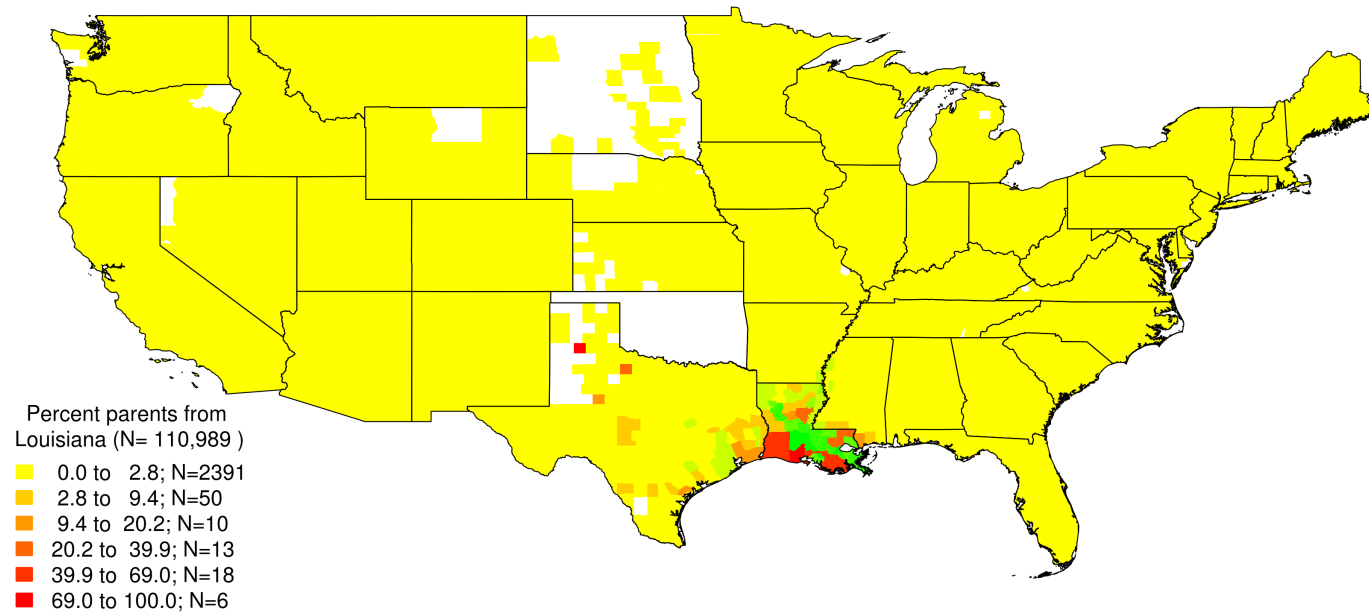 Percent parents from
Louisiana (N= 110,989 )
0.0 to 2.8; N=2391
2.8 to 9.4; N=50
9.4 to 20.2; N=10
20.2 to 39.9; N=13
39.9 to 69.0; N=18
69.0 to 100.0; N=6